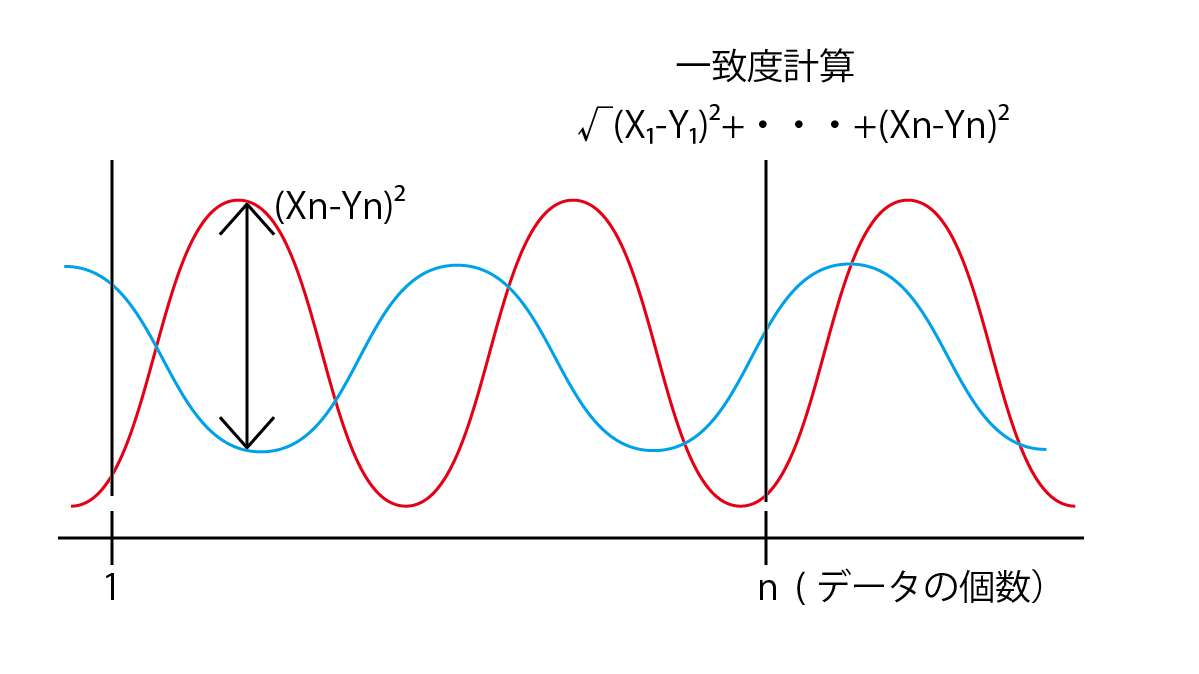 一致度計算
√(X₁-Y₁)²+・・・+(Xn-Yn)²
(Xn-Yn)²
1
n（データの個数）